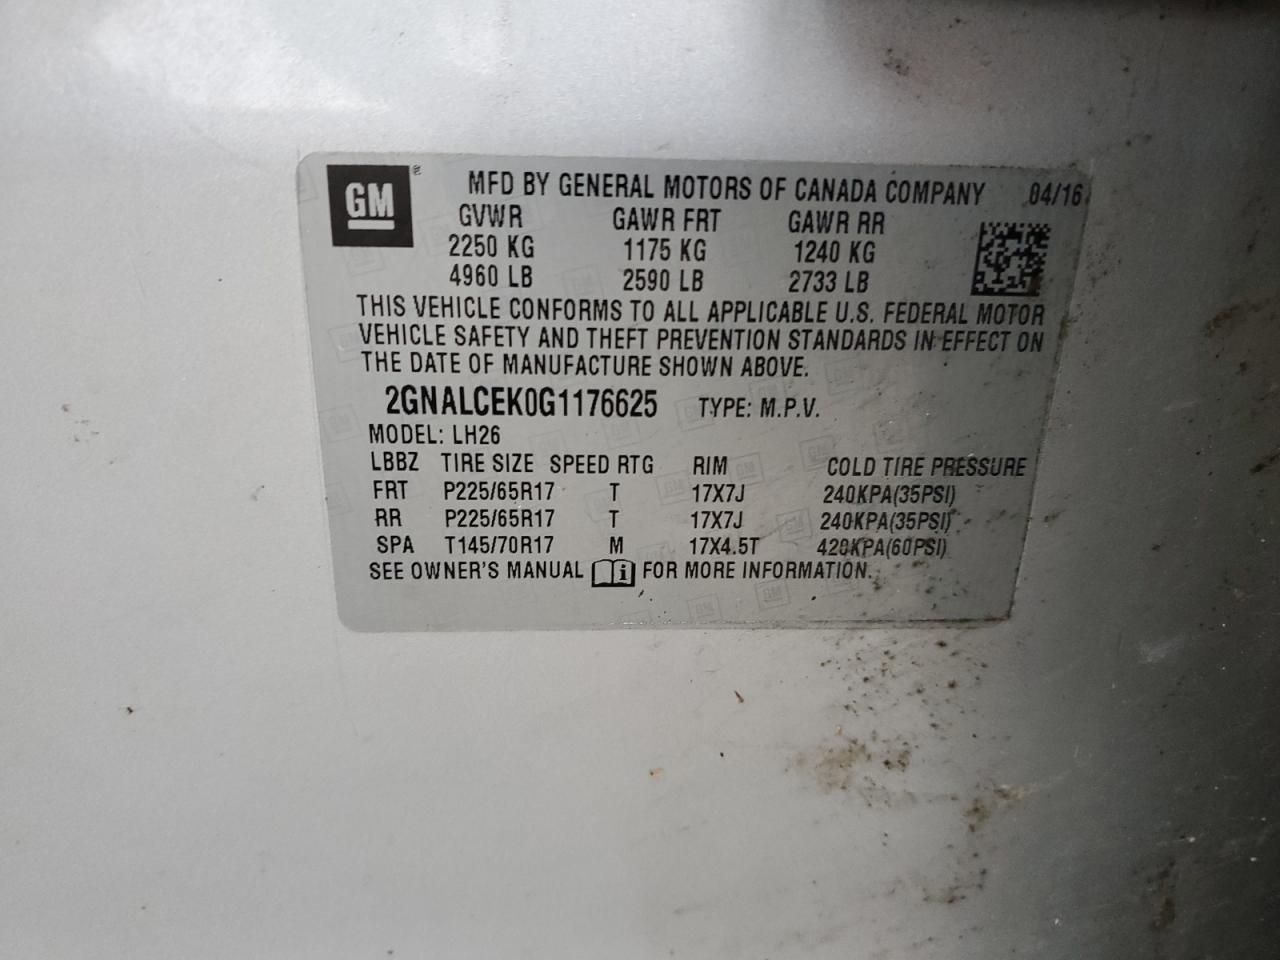 GM ®
MFD BY GENERAL MOTORS OF CANADA COMPANY 04/16
GVWR GAWR FRT GAWR RR
2250 KG 1175 KG 1240 KG
4960 LB 2590 LB 2733 LB
THIS VEHICLE CONFORMS TO ALL APPLICABLE U.S. FEDERAL MOTOR
VEHICLE SAFETY AND THEFT PREVENTION STANDARDS IN EFFECT ON
THE DATE OF MANUFACTURE SHOWN ABOVE.
2GNALCEK0G1176625 TYPE: M.P.V.
MODEL: LH26
LBBZ TIRE SIZE SPEED RTG RIM COLD TIRE PRESSURE
FRT P225/65R17 T 17X7J 240KPA(35PSI)
RR P225/65R17 T 17X7J 240KPA(35PSI)
SPA T145/70R17 M 17X4.5T 420KPA(60PSI)
SEE OWNER'S MANUAL i FOR MORE INFORMATION.